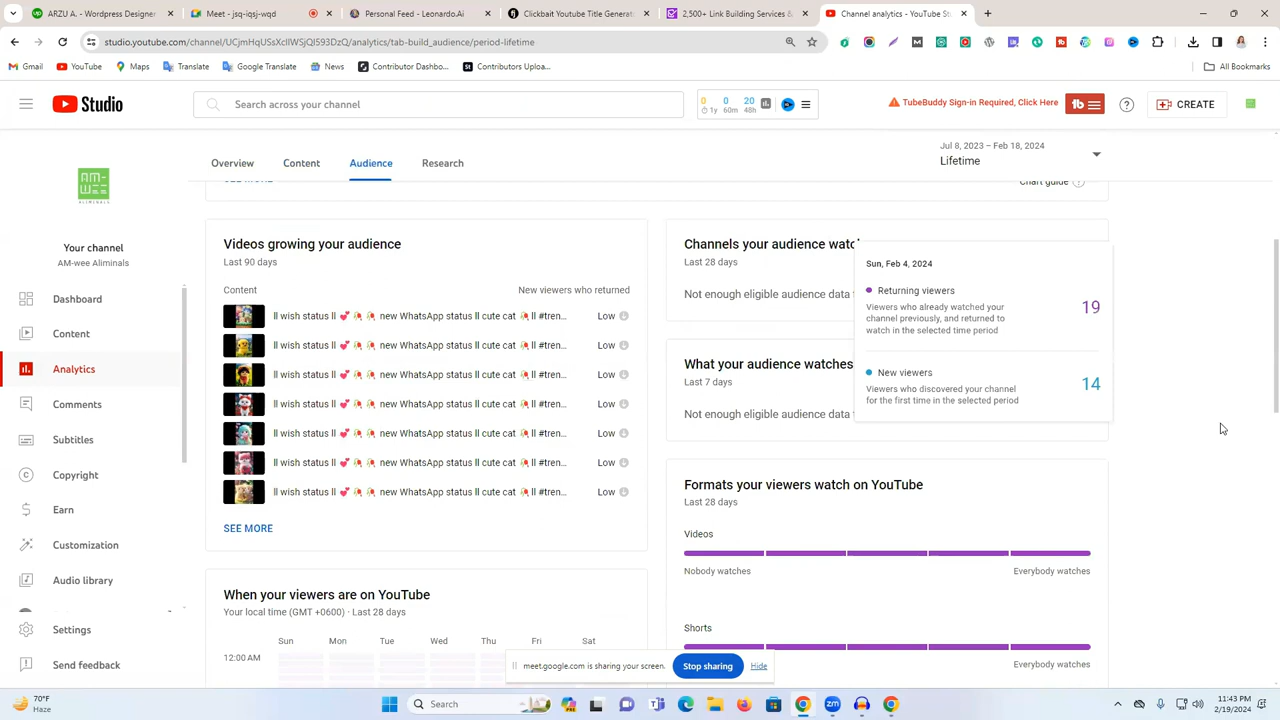 ARZU A. - All work
Meet - jsq-iqsj-wqd
Personal Feed - Leonardo.A
Clickbait Youtube Title Generato
2,500+ Link Building Services &
Channel analytics - YouTube St
studio.youtube.com/channel/UCjmHqUSsXcIIWSjQiS93DzQ/analytics/tab-build_audience/period-lifetime
Gmail
YouTube
Maps
Translate
Google Translate
News
Contributor Dashbo...
Contributors Uploa...
All Bookmarks
Studio
Search across your channel
0
1y
0
60m
20
48h
TubeBuddy Sign-in Required, Click Here
CREATE
Overview
Content
Audience
Research
Jul 8, 2023 – Feb 18, 2024
Lifetime
SEE MORE
Chart guide
AM-
WEE
ALIMINALS
Your channel
AM-wee Aliminals
Dashboard
Content
Analytics
Comments
Subtitles
Copyright
Earn
Customization
Audio library
Settings
Send feedback
Videos growing your audience
Last 90 days
Content
New viewers who returned
ll wish status ll 💕 🥀 🥀 new WhatsApp status ll cute cat ll #tren...
Low
ll wish status ll 💕 🥀 🥀 new WhatsApp status ll cute cat ll #tren...
Low
ll wish status ll 💕 🥀 🥀 new WhatsApp status ll cute cat ll #tren...
Low
ll wish status ll 💕 🥀 🥀 new WhatsApp status ll cute cat ll #tren...
Low
ll wish status ll 💕 🥀 🥀 new WhatsApp status ll cute cat ll #tren...
Low
ll wish status ll 💕 🥀 🥀 new WhatsApp status ll cute cat ll #tren...
Low
ll wish status ll 💕 🥀 🥀 new WhatsApp status ll cute cat ll #tren...
Low
SEE MORE
When your viewers are on YouTube
Your local time (GMT +0600) · Last 28 days
Sun
Mon
Tue
Wed
Thu
Fri
Sat
12:00 AM
Channels your audience watc
Last 28 days
Not enough eligible audience data
What your audience watches
Last 7 days
Not enough eligible audience data
Sun, Feb 4, 2024
Returning viewers
Viewers who already watched your
channel previously, and returned to
watch in the selected time period
19
New viewers
Viewers who discovered your channel
for the first time in the selected period
14
Formats your viewers watch on YouTube
Last 28 days
Videos
Nobody watches
Everybody watches
Shorts
Everybody watches
meet.google.com is sharing your screen.
Stop sharing
Hide
70°F
Haze
Search
11:43 PM
2/19/2024